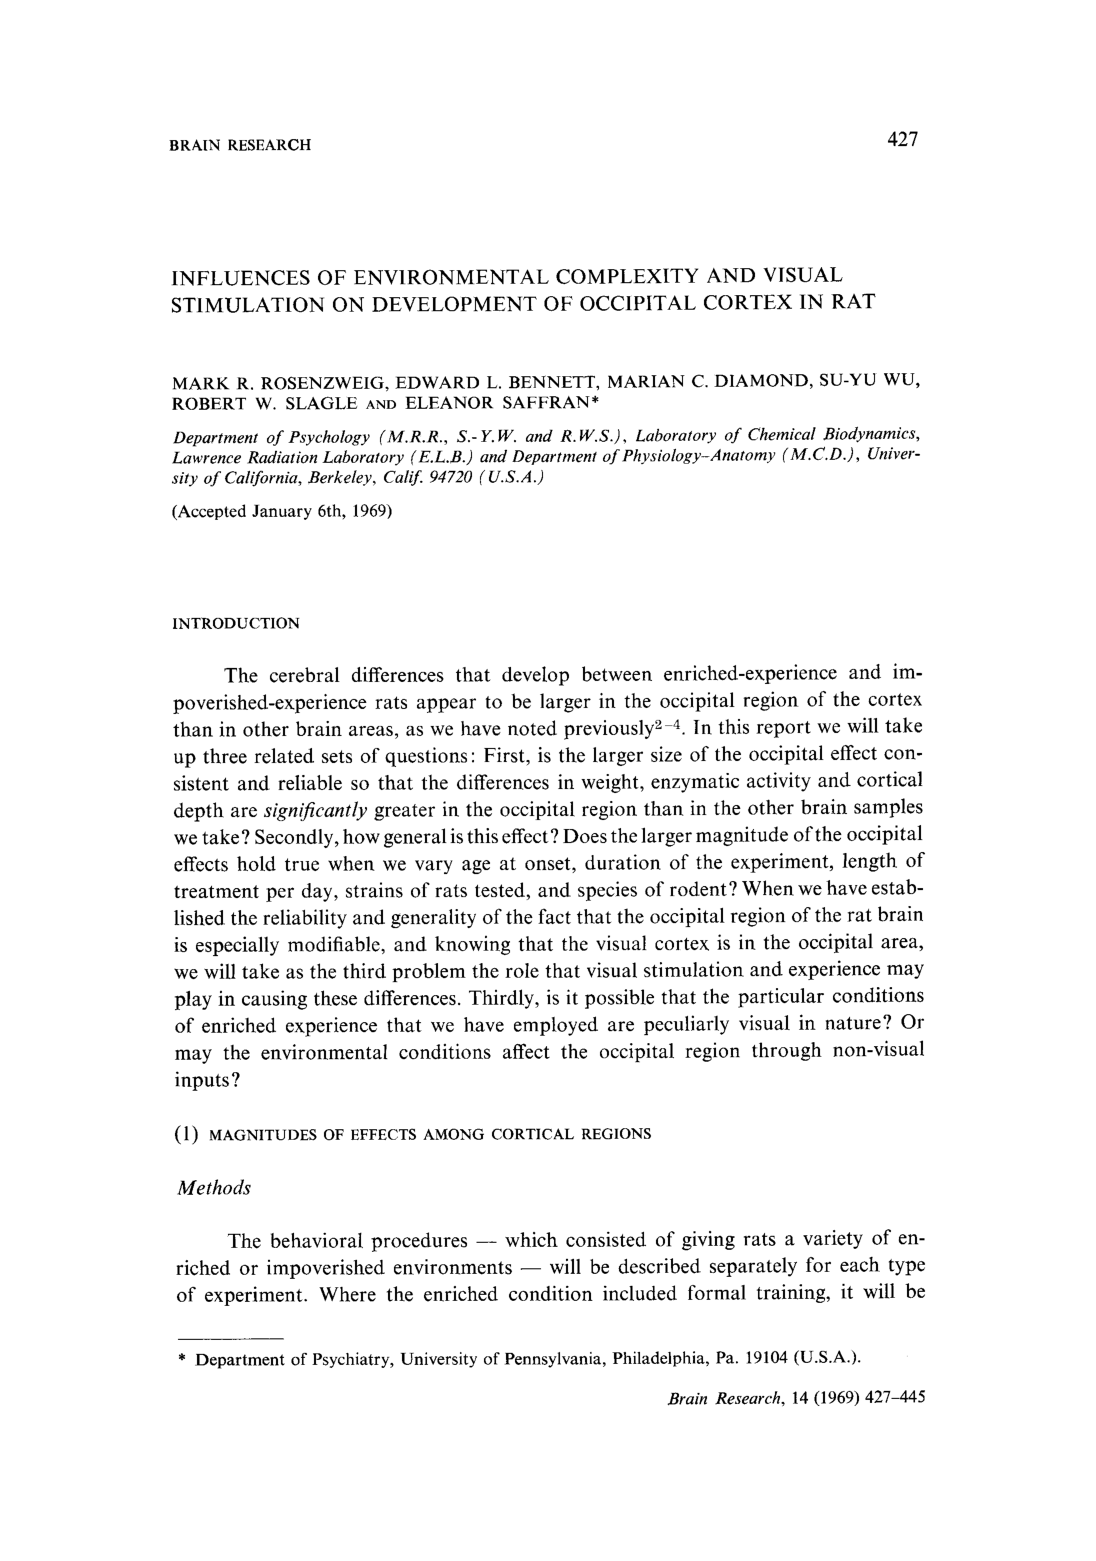 BRAIN RESEARCH 427
INFLUENCES OF ENVIRONMENTAL COMPLEXITY AND VISUAL
STIMULATION ON DEVELOPMENT OF OCCIPITAL CORTEX IN RAT
MARK R. ROSENZWEIG, EDWARD L. BENNETT, MARIAN C. DIAMOND, SU-YU WU,
ROBERT W. SLAGLE AND ELEANOR SAFFRAN*
Department of Psychology (M.R.R., S.-Y.W. and R.W.S.), Laboratory of Chemical Biodynamics,
Lawrence Radiation Laboratory (E.L.B.) and Department of Physiology–Anatomy (M.C.D.), Univer-
sity of California, Berkeley, Calif. 94720 (U.S.A.)
(Accepted January 6th, 1969)
INTRODUCTION
The cerebral differences that develop between enriched-experience and im-
poverished-experience rats appear to be larger in the occipital region of the cortex
than in other brain areas, as we have noted previously2–4. In this report we will take
up three related sets of questions: First, is the larger size of the occipital effect con-
sistent and reliable so that the differences in weight, enzymatic activity and cortical
depth are significantly greater in the occipital region than in the other brain samples
we take? Secondly, how general is this effect? Does the larger magnitude of the occipital
effects hold true when we vary age at onset, duration of the experiment, length of
treatment per day, strains of rats tested, and species of rodent? When we have estab-
lished the reliability and generality of the fact that the occipital region of the rat brain
is especially modifiable, and knowing that the visual cortex is in the occipital area,
we will take as the third problem the role that visual stimulation and experience may
play in causing these differences. Thirdly, is it possible that the particular conditions
of enriched experience that we have employed are peculiarly visual in nature? Or
may the environmental conditions affect the occipital region through non-visual
inputs?
(1) MAGNITUDES OF EFFECTS AMONG CORTICAL REGIONS
Methods
The behavioral procedures — which consisted of giving rats a variety of en-
riched or impoverished environments — will be described separately for each type
of experiment. Where the enriched condition included formal training, it will be
* Department of Psychiatry, University of Pennsylvania, Philadelphia, Pa. 19104 (U.S.A.).
Brain Research, 14 (1969) 427–445